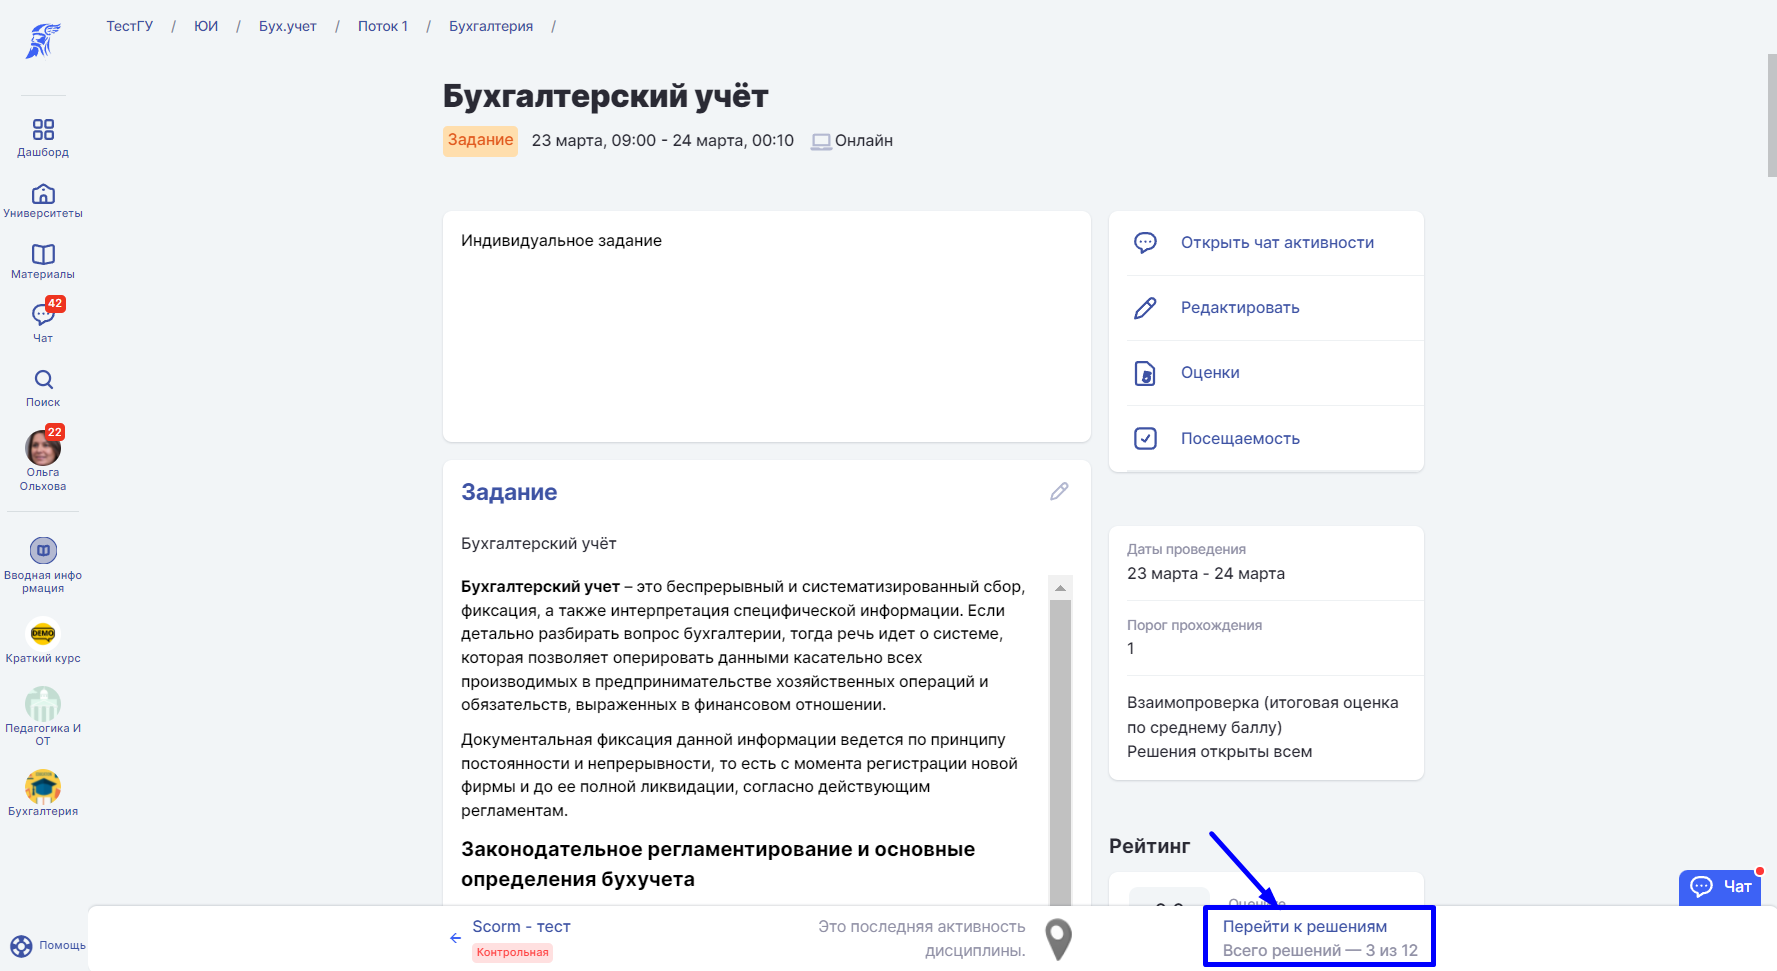 ТестГУ / ЮИ / Бух.учет / Поток 1 / Бухгалтерия /
Дашборд
Университеты
Материалы
42
Чат
Поиск
22
Ольга
Ольхова
Вводная инфо
рмация
DEMO
Краткий курс
Педагогика И
ОТ
Бухгалтерия
Помощь
Бухгалтерский учёт
Задание 23 марта, 09:00 - 24 марта, 00:10 Онлайн
Индивидуальное задание
Задание
Бухгалтерский учёт
Бухгалтерский учет – это беспрерывный и систематизированный сбор,
фиксация, а также интерпретация специфической информации. Если
детально разбирать вопрос бухгалтерии, тогда речь идет о системе,
которая позволяет оперировать данными касательно всех
производимых в предпринимательстве хозяйственных операций и
обязательств, выраженных в финансовом отношении.
Документальная фиксация данной информации ведется по принципу
постоянности и непрерывности, то есть с момента регистрации новой
фирмы и до ее полной ликвидации, согласно действующим
регламентам.
Законодательное регламентирование и основные
определения бухучета
Открыть чат активности
Редактировать
5
Оценки
Посещаемость
Даты проведения
23 марта - 24 марта
Порог прохождения
1
Взаимопроверка (итоговая оценка
по среднему баллу)
Решения открыты всем
Рейтинг
Чат
Scorm - тест
Контрольная
Это последняя активность
дисциплины.
Перейти к решениям
Всего решений — 3 из 12